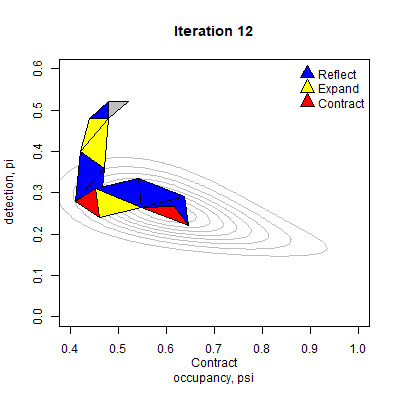 Iteration 12
Reflect
Expand
Contract
detection, pi
0.6
0.5
0.4
0.3
0.2
0.1
0.0
0.4 0.5 0.6 0.7 0.8 0.9 1.0
Contract
occupancy, psi